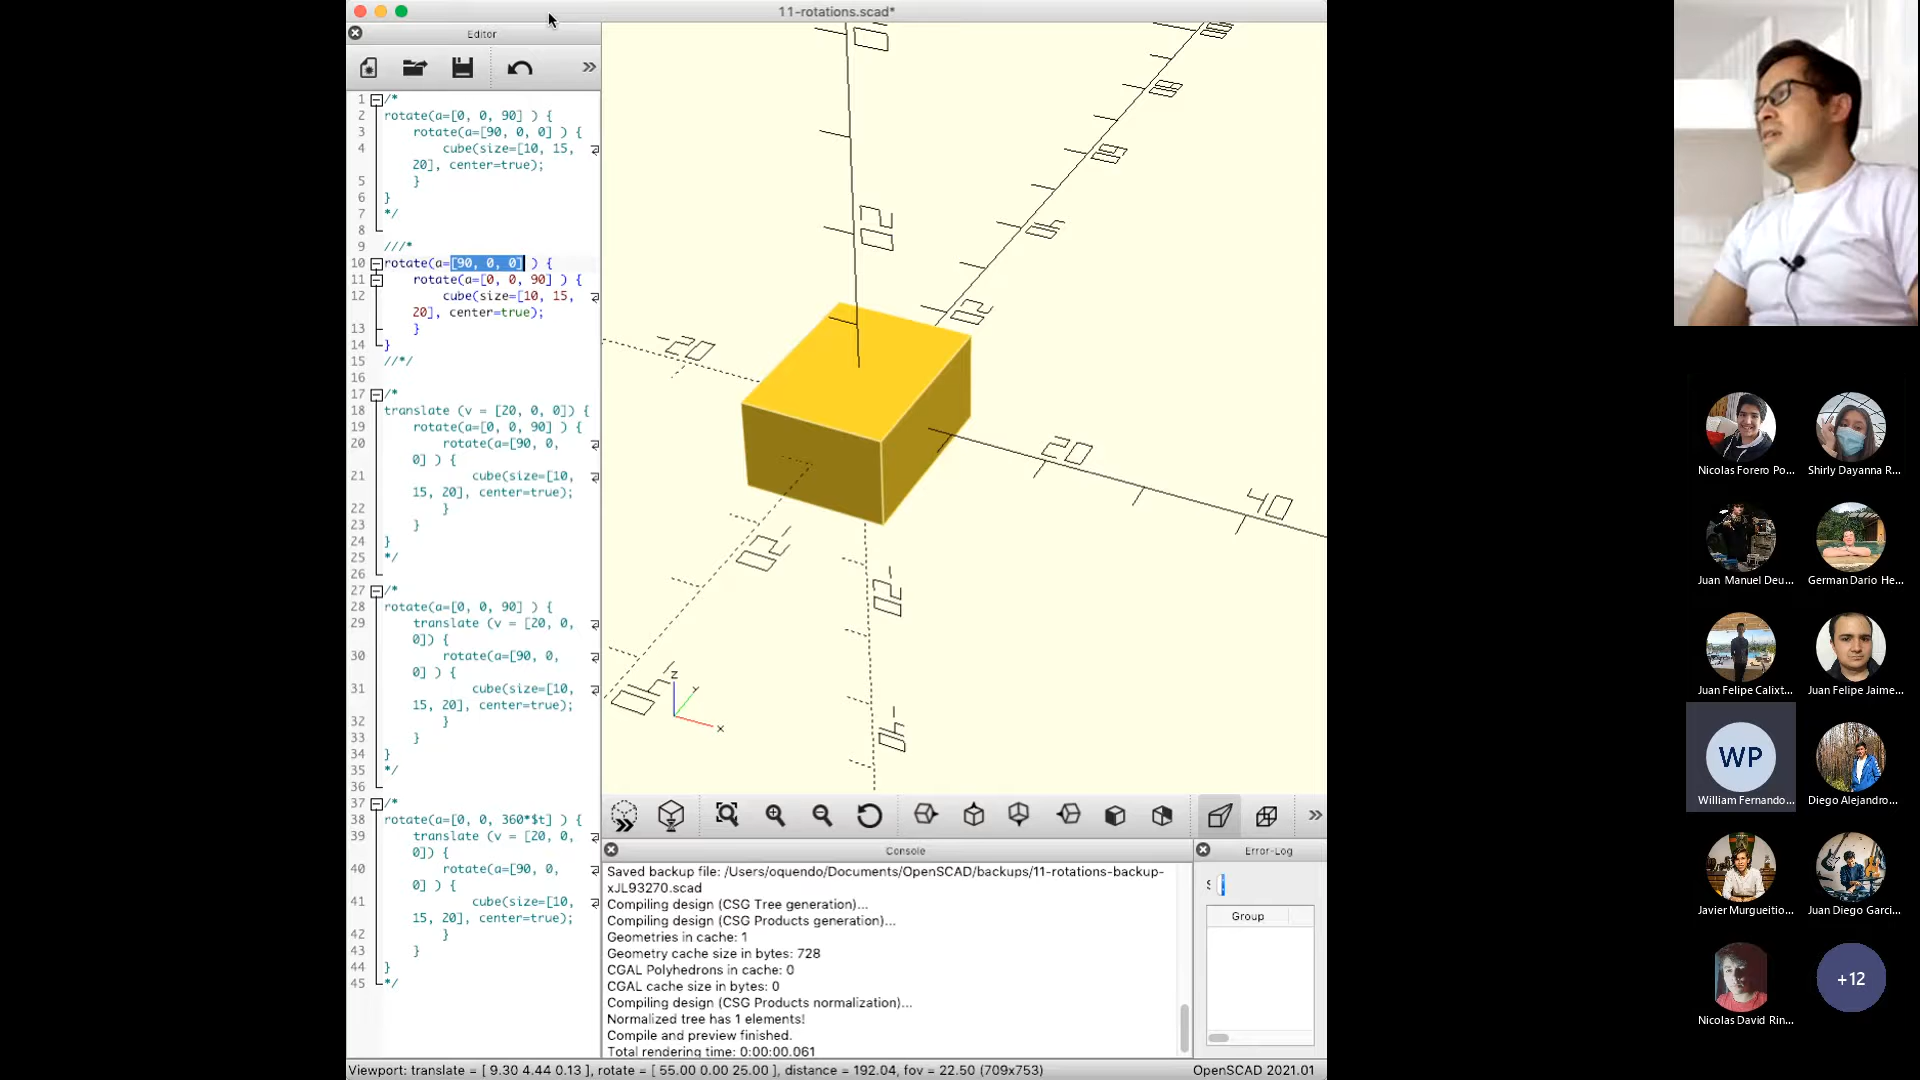 11-rotations.scad*
Editor
1 /*
2 rotate(a=[0, 0, 90] ) {
3 rotate(a=[90, 0, 0] ) {
4 cube(size=[10, 15,
20], center=true);
5 }
6 }
7 */
8
9 ///*
10 rotate(a=[90, 0, 0] ) {
11 rotate(a=[0, 0, 90] ) {
12 cube(size=[10, 15,
20], center=true);
13 }
14 }
15 //*/
16
17 /*
18 translate (v = [20, 0, 0]) {
19 rotate(a=[0, 0, 90] ) {
20 rotate(a=[90, 0,
0] ) {
21 cube(size=[10,
15, 20], center=true);
22 }
23 }
24 }
25 */
26
27 /*
28 rotate(a=[0, 0, 90] ) {
29 translate (v = [20, 0,
0]) {
30 rotate(a=[90, 0,
0] ) {
31 cube(size=[10,
15, 20], center=true);
32 }
33 }
34 }
35 */
36
37 /*
38 rotate(a=[0, 0, 360*$t] ) {
39 translate (v = [20, 0,
0]) {
40 rotate(a=[90, 0,
0] ) {
41 cube(size=[10,
15, 20], center=true);
42 }
43 }
44 }
45 */
20
40
20
40
20
-20
-20
-20
-40
-40
z
y
x
Console
Saved backup file: /Users/oquendo/Documents/OpenSCAD/backups/11-rotations-backup-
xJL93270.scad
Compiling design (CSG Tree generation)...
Compiling design (CSG Products generation)...
Geometries in cache: 1
Geometry cache size in bytes: 728
CGAL Polyhedrons in cache: 0
CGAL cache size in bytes: 0
Compiling design (CSG Products normalization)...
Normalized tree has 1 elements!
Compile and preview finished.
Total rendering time: 0:00:00.061
Error-Log
Group
Viewport: translate = [ 9.30 4.44 0.13 ], rotate = [ 55.00 0.00 25.00 ], distance = 192.04, fov = 22.50 (709x753)
OpenSCAD 2021.01
Nicolas Forero Po...
Shirly Dayanna R...
Juan Manuel Deu...
German Dario He...
Juan Felipe Calixt...
Juan Felipe Jaime...
WP
William Fernando...
Diego Alejandro...
Javier Murgueitio...
Juan Diego Garci...
Nicolas David Rin...
+12